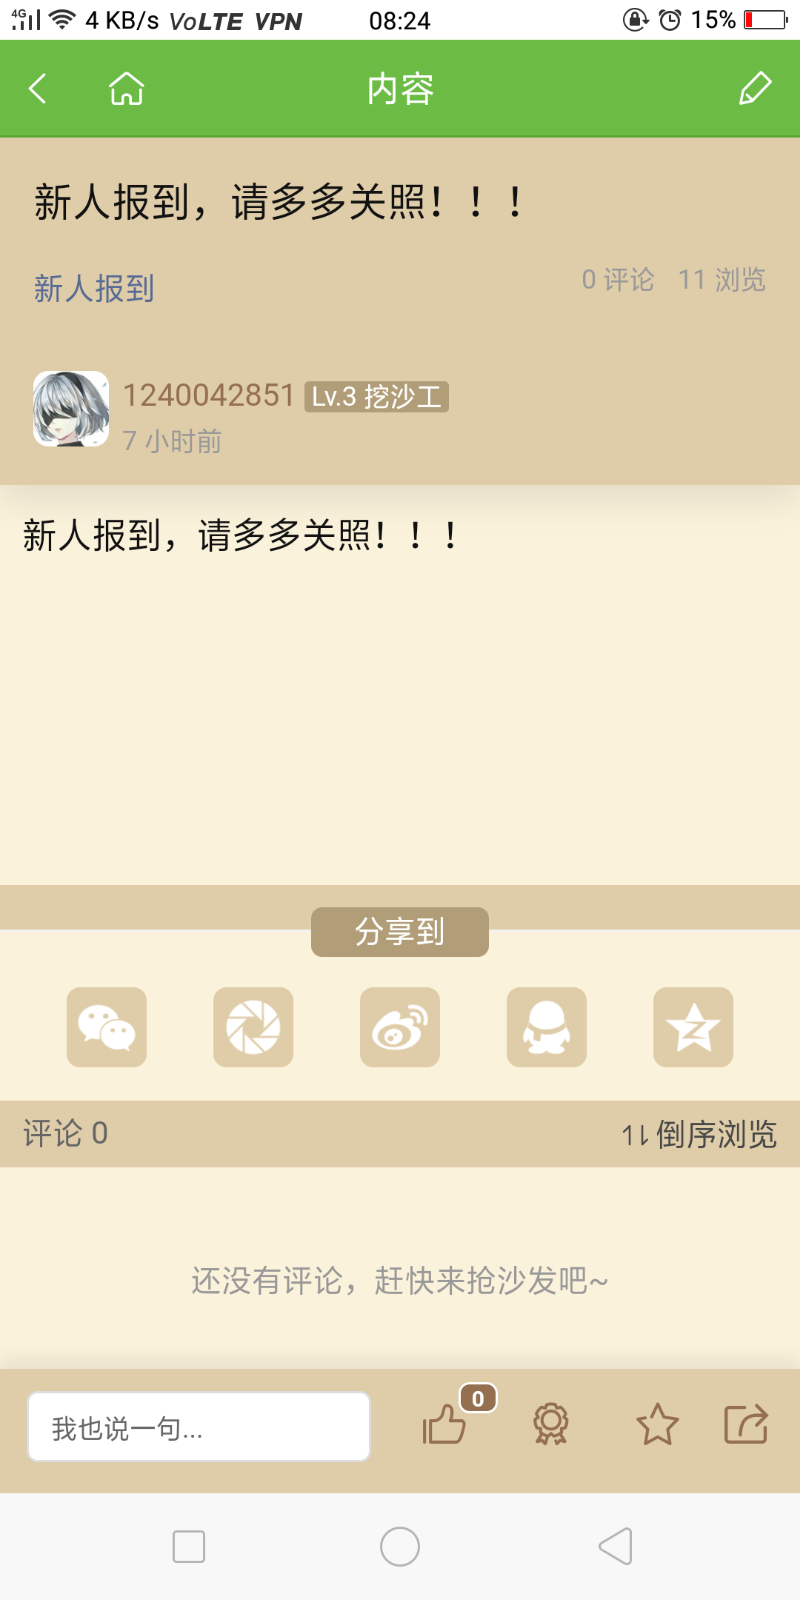 4G 4 KB/s VoLTE VPN 08:24 15%
内容
新人报到，请多多关照！！！
新人报到 0 评论 11 浏览
1240042851 Lv.3 挖沙工
7 小时前
新人报到，请多多关照！！！
分享到
评论 0 倒序浏览
还没有评论，赶快来抢沙发吧~
0
我也说一句...